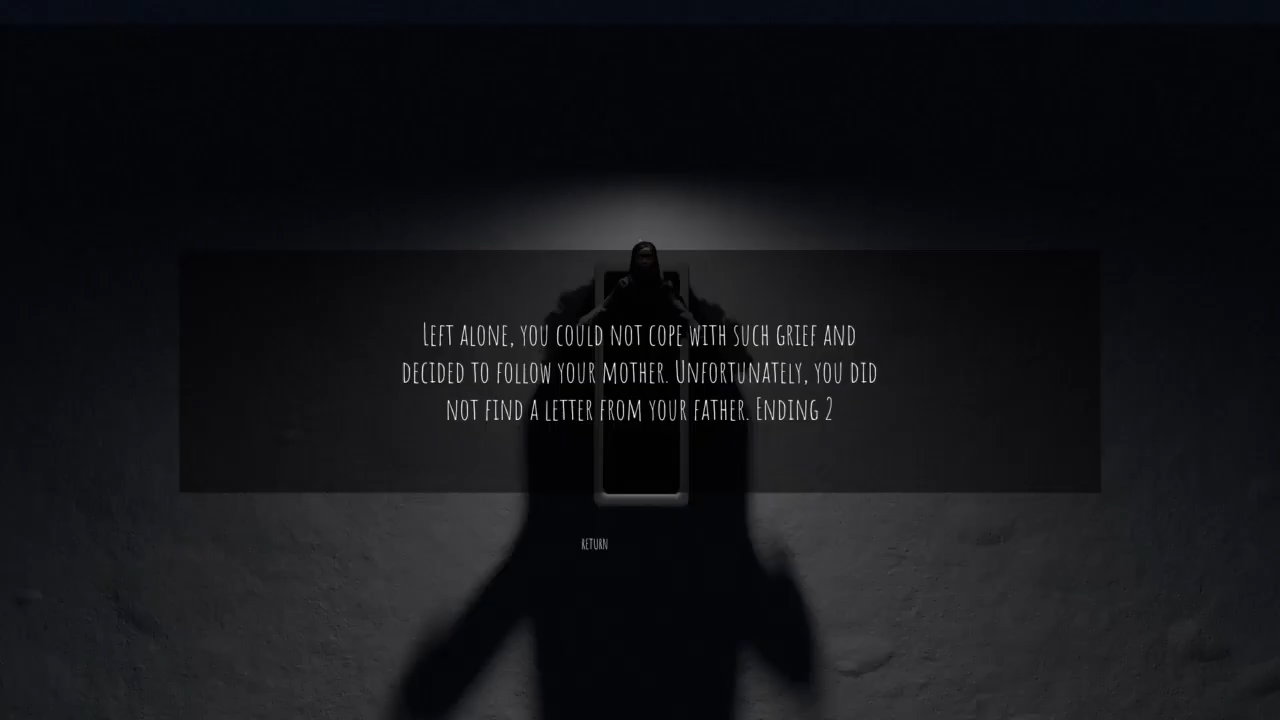 Left alone, you could not cope with such grief and
decided to follow your mother. Unfortunately, you did
not find a letter from your father. Ending 2
return